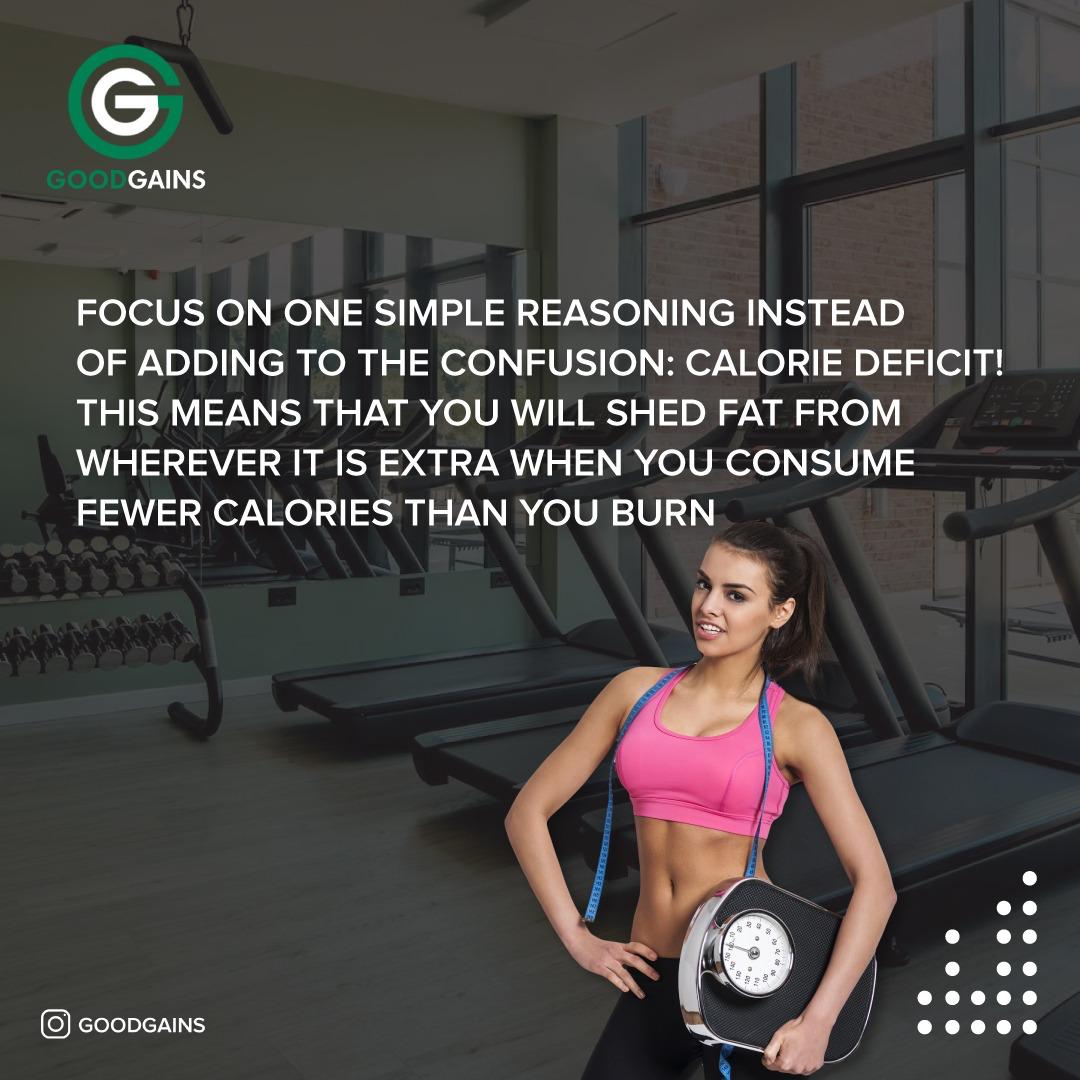 GOODGAINS
FOCUS ON ONE SIMPLE REASONING INSTEAD
OF ADDING TO THE CONFUSION: CALORIE DEFICIT!
THIS MEANS THAT YOU WILL SHED FAT FROM
WHEREVER IT IS EXTRA WHEN YOU CONSUME
FEWER CALORIES THAN YOU BURN
GOODGAINS